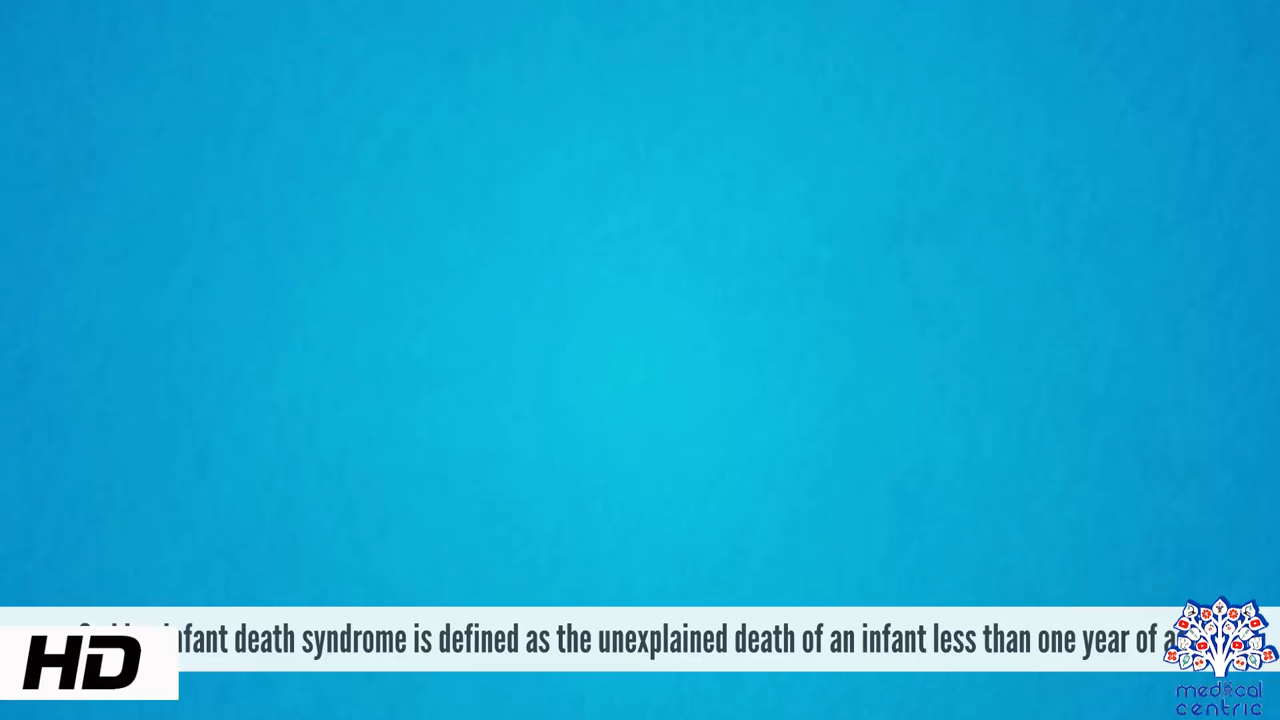 infant death syndrome is defined as the unexplained death of an infant less than one year of
HD
medical
centric